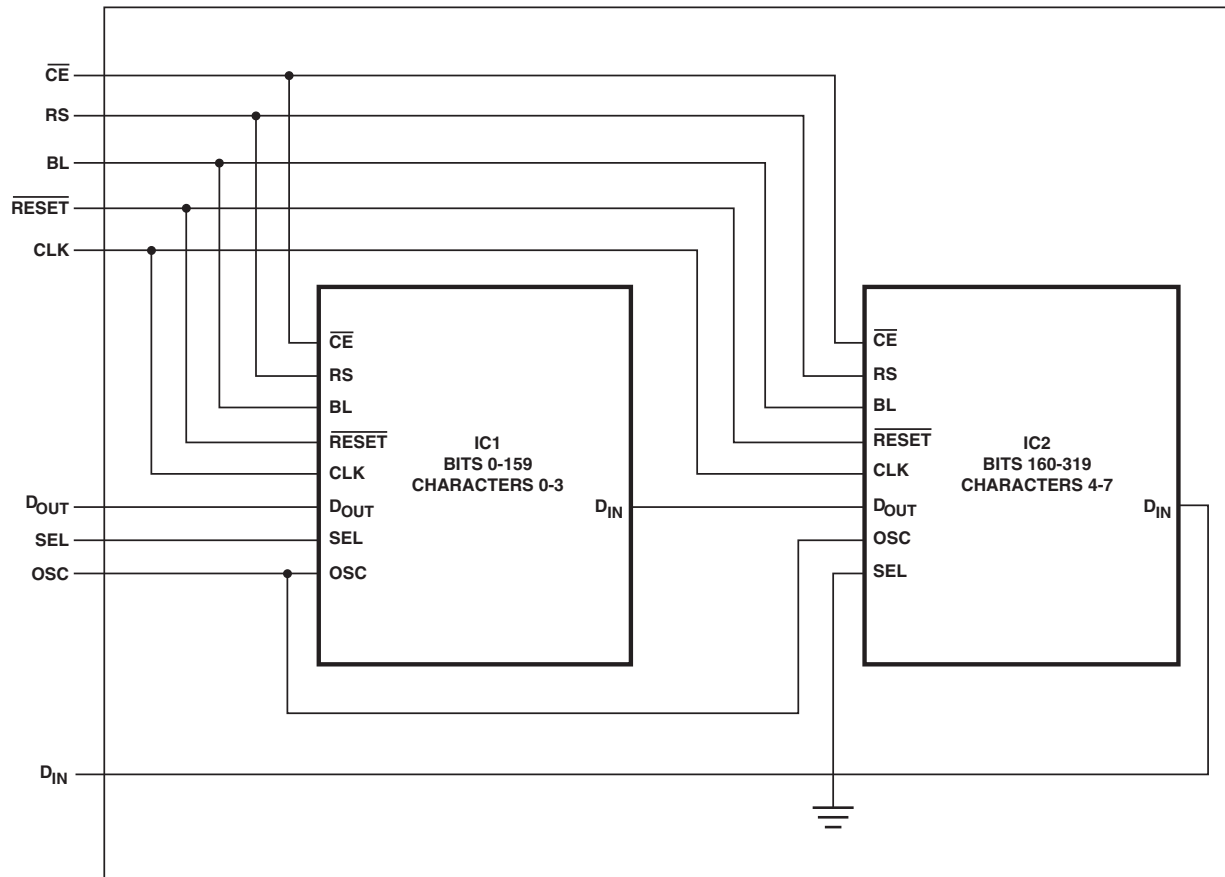 CE
RS
BL
RESET
CLK
DOUT
SEL
OSC
DIN
CE
RS
BL
RESET
CLK
DOUT
SEL
OSC
IC1
BITS 0-159
CHARACTERS 0-3
DIN
CE
RS
BL
RESET
CLK
DOUT
OSC
SEL
IC2
BITS 160-319
CHARACTERS 4-7
DIN